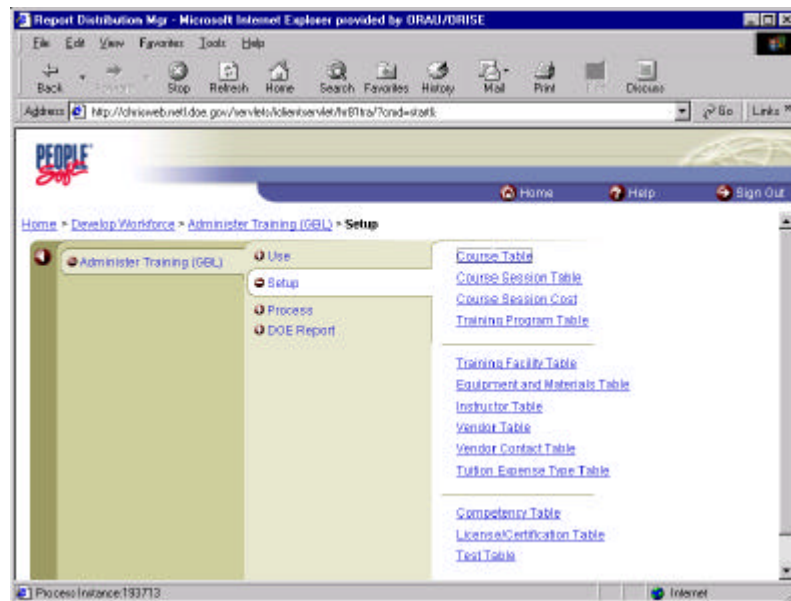 Report Distribution Mgr - Microsoft Internet Explorer provided by ORAU/ORISE
File Edit View Favorites Tools Help
Back Stop Refresh Home Search Favorites History Mail Print Edit Discuss
Address http://chrisweb.netl.doe.gov/servlets/iclientservlet/hr81tra/?cmd=start& Go Links »
PEOPLE
Soft
Home Help Sign Out
Home > Develop Workforce > Administer Training (GBL) > Setup
Administer Training (GBL)
Use
Setup
Process
DOE Report
Course Table
Course Session Table
Course Session Cost
Training Program Table
Training Facility Table
Equipment and Materials Table
Instructor Table
Vendor Table
Vendor Contact Table
Tuition Expense Type Table
Competency Table
License/Certification Table
Test Table
Process Instance:193713 Internet